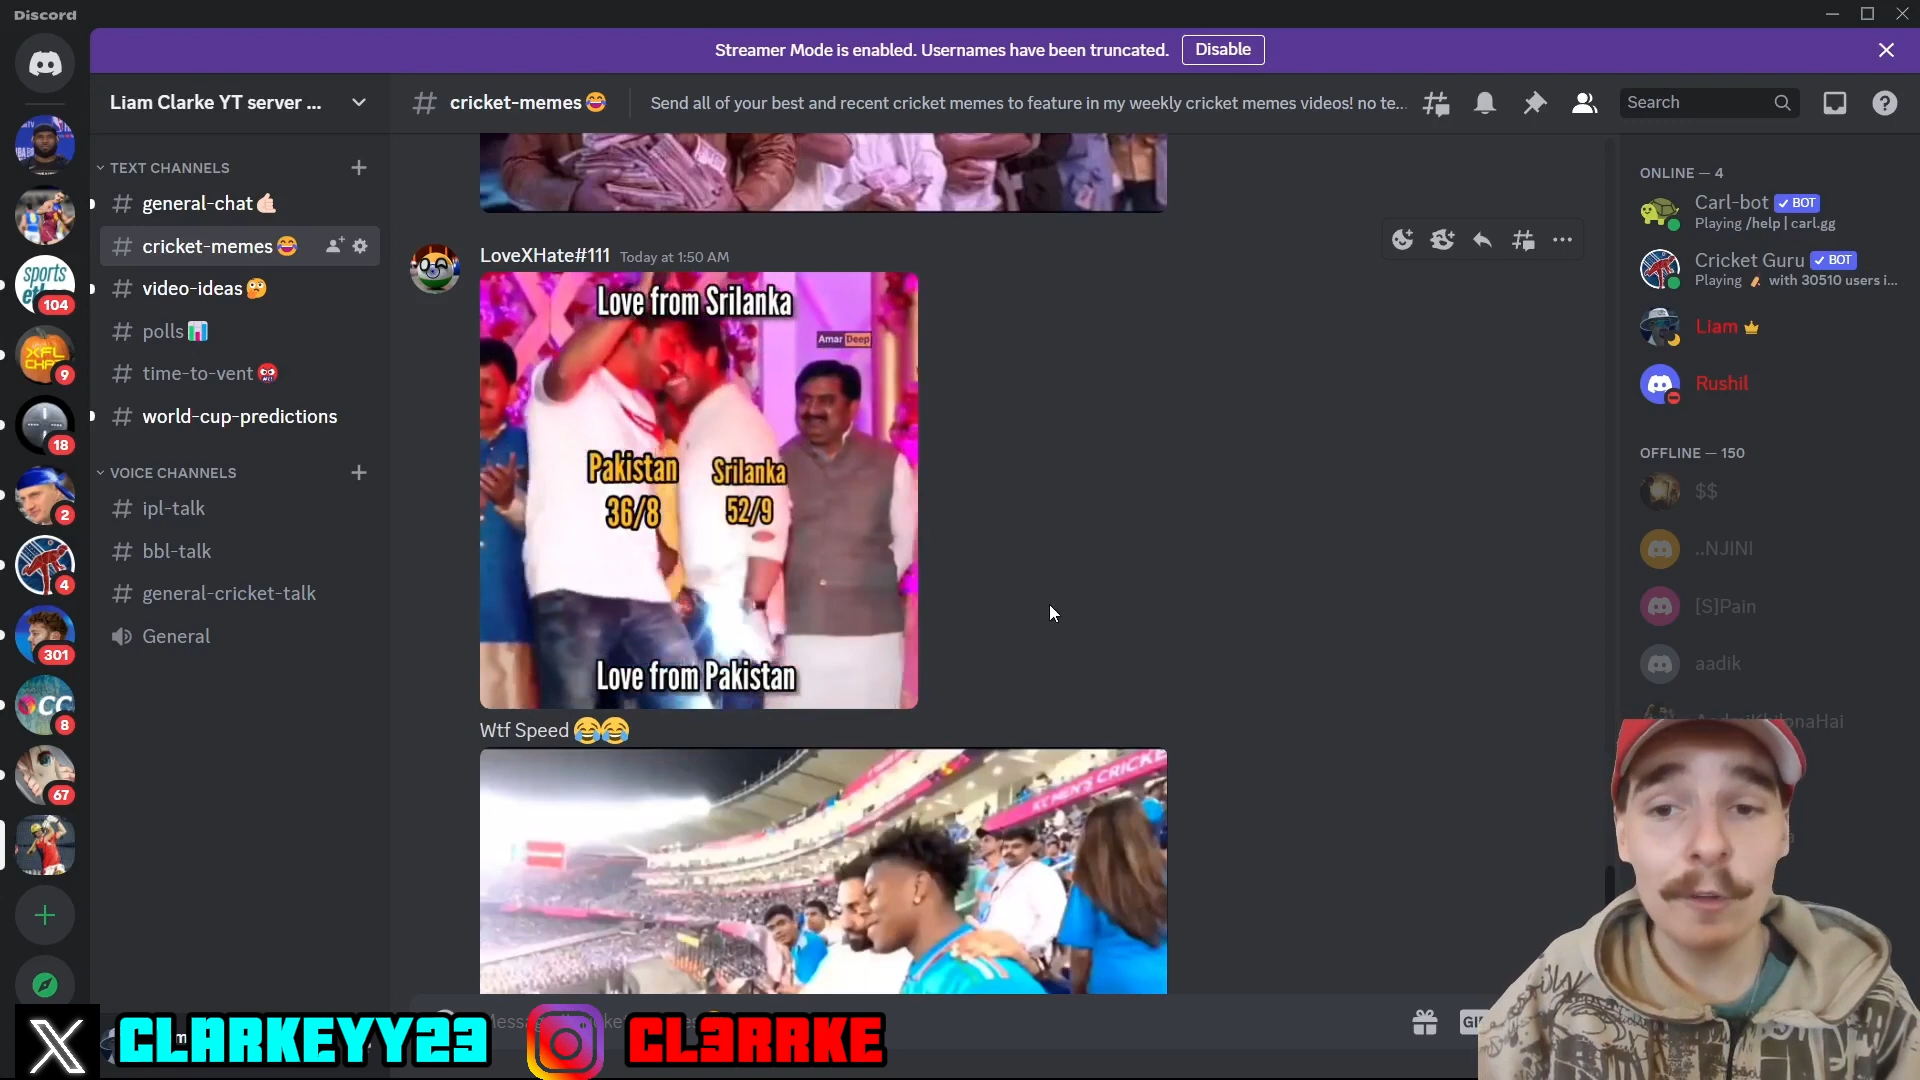 Discord
Streamer Mode is enabled. Usernames have been truncated.
Disable
Liam Clarke YT server ...
cricket-memes😂
Send all of your best and recent cricket memes to feature in my weekly cricket memes videos! no te...
Search
TEXT CHANNELS
general-chat🤙🏻
cricket-memes😂
video-ideas🤔
polls📊
time-to-vent🤬
world-cup-predictions
VOICE CHANNELS
ipl-talk
bbl-talk
general-cricket-talk
General
sports
104
XFL
9
18
2
4
301
CC
8
67
LoveXHate#111 Today at 1:50 AM
Love from Srilanka
Amar Deep
Pakistan
36/8
Srilanka
52/9
Love from Pakistan
Wtf Speed 😂😂
MEN'S CRICKE
ONLINE — 4
Carl-bot ✓ BOT
Playing /help | carl.gg
Cricket Guru ✓ BOT
Playing 🏏 with 30510 users i...
Liam
Rushil
OFFLINE — 150
$$
..NJINI
[S]Pain
aadik
GIF
CLARKEYY23
CL3RRKE